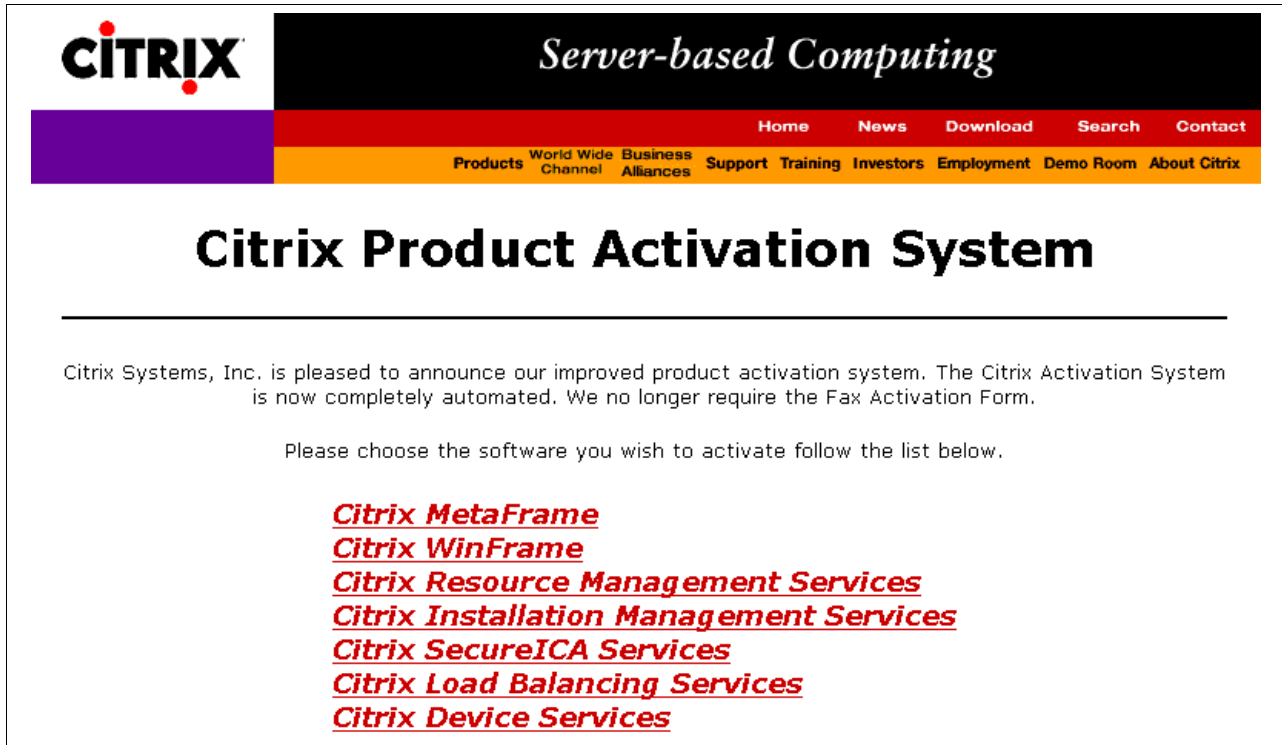 CİTRIX
Server-based Computing
Home News Download Search Contact
Products World Wide Channel Business Alliances Support Training Investors Employment Demo Room About Citrix
Citrix Product Activation System
Citrix Systems, Inc. is pleased to announce our improved product activation system. The Citrix Activation System
is now completely automated. We no longer require the Fax Activation Form.
Please choose the software you wish to activate follow the list below.
Citrix MetaFrame
Citrix WinFrame
Citrix Resource Management Services
Citrix Installation Management Services
Citrix SecureICA Services
Citrix Load Balancing Services
Citrix Device Services